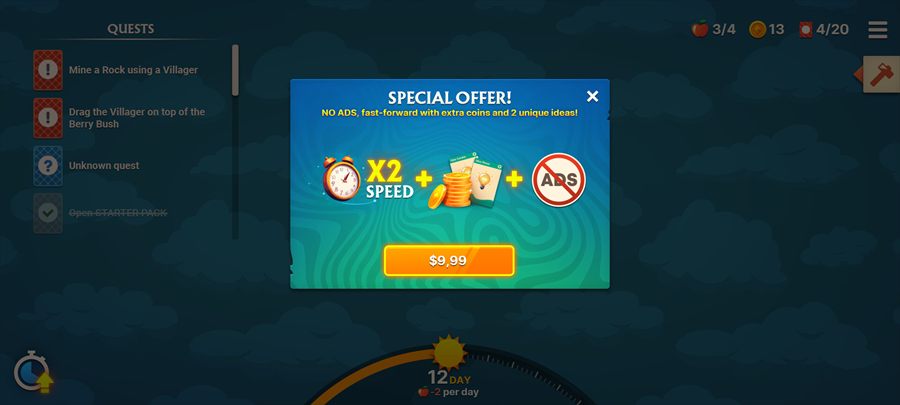 QUESTS
3/4
13
4/20
Mine a Rock using a Villager
Drag the Villager on top of the
Berry Bush
Unknown quest
Open STARTER PACK
SPECIAL OFFER!
NO ADS, fast-forward with extra coins and 2 unique ideas!
X2
SPEED
+
+
ADS
$9,99
12 DAY
-2 per day